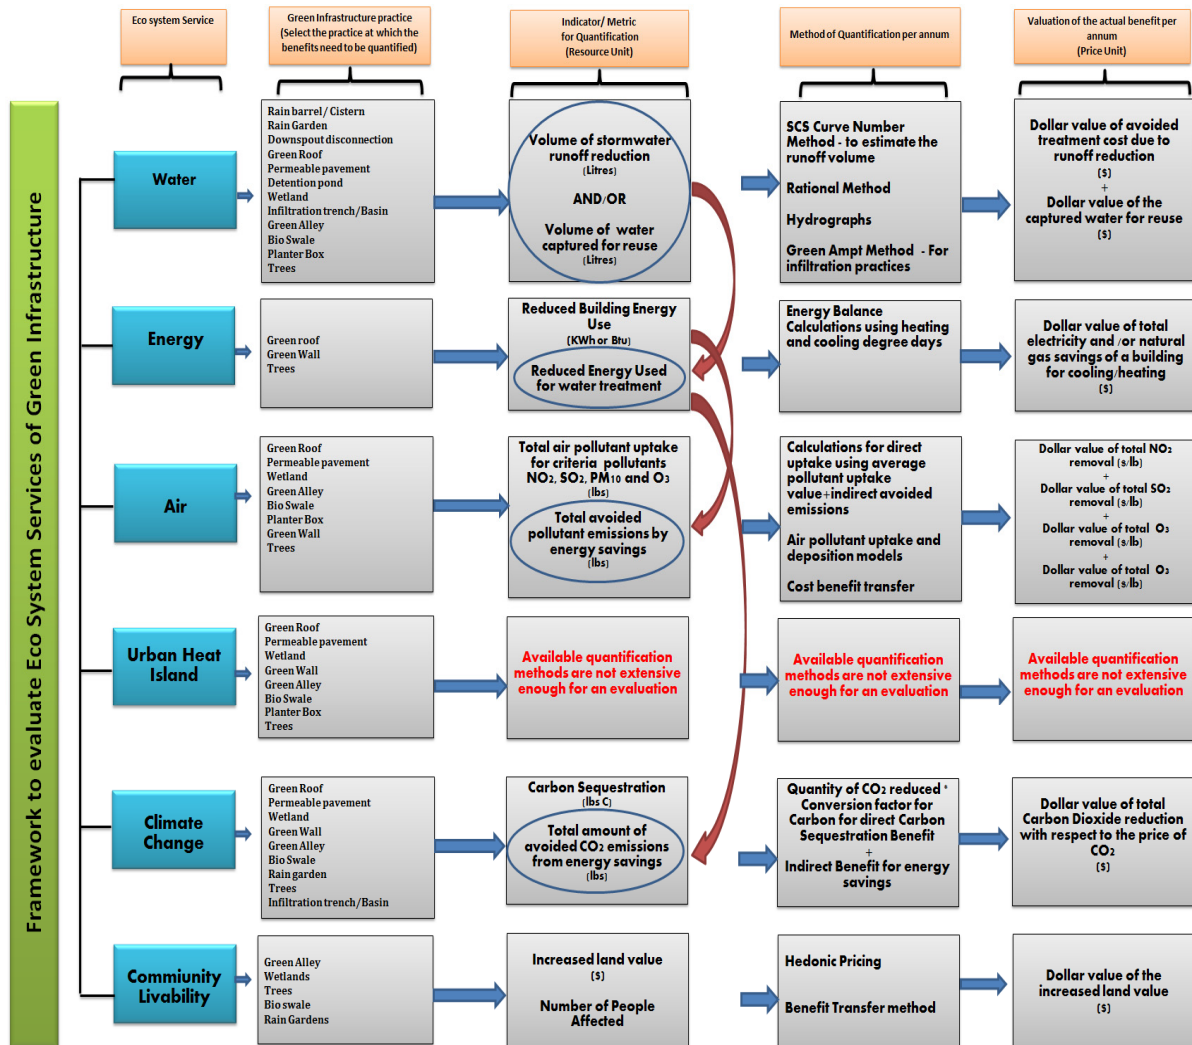 Eco system Service
Green Infrastructure practice
(Select the practice at which the
benefits need to be quantified)
Indicator/ Metric
for Quantification
(Resource Unit)
Method of Quantification per annum
Valuation of the actual benefit per
annum
(Price Unit)
Framework to evaluate Eco System Services of Green Infrastructure
Water
Rain barrel/ Cistern
Rain Garden
Downspout disconnection
Green Roof
Permeable pavement
Detention pond
Wetland
Infiltration trench/Basin
Green Alley
Bio Swale
Planter Box
Trees
Volume of stormwater
runoff reduction
(Litres)
AND/OR
Volume of water
captured for reuse
(Litres)
SCS Curve Number
Method - to estimate the
runoff volume
Rational Method
Hydrographs
Green Ampt Method - For
infiltration practices
Dollar value of avoided
treatment cost due to
runoff reduction
($)
+
Dollar value of the
captured water for reuse
($)
Energy
Green roof
Green Wall
Trees
Reduced Building Energy
Use
(KWh or Btu)
Reduced Energy Used
for water treatment
Energy Balance
Calculations using heating
and cooling degree days
Dollar value of total
electricity and /or natural
gas savings of a building
for cooling/heating
($)
Air
Green Roof
Permeable pavement
Wetland
Green Alley
Bio Swale
Planter Box
Green Wall
Trees
Total air pollutant uptake
for criteria pollutants
NO₂, SO₂, PM₁₀ and O₃
(lbs)
Total avoided
pollutant emissions by
energy savings
(lbs)
Calculations for direct
uptake using average
pollutant uptake
value+indirect avoided
emissions
Air pollutant uptake and
deposition models
Cost benefit transfer
Dollar value of total NO₂
removal ($/lb)
+
Dollar value of total SO₂
removal ($/lb)
+
Dollar value of total O₃
removal ($/lb)
+
Dollar value of total O₃
removal ($/lb)
Urban Heat
Island
Green Roof
Permeable pavement
Wetland
Green Wall
Green Alley
Bio Swale
Planter Box
Trees
Available quantification
methods are not extensive
enough for an evaluation
Available quantification
methods are not extensive
enough for an evaluation
Available quantification
methods are not extensive
enough for an evaluation
Climate
Change
Green Roof
Permeable pavement
Wetland
Green Wall
Green Alley
Bio Swale
Rain garden
Trees
Infiltration trench/Basin
Carbon Sequestration
(lbs C)
Total amount of
avoided CO₂ emissions
from energy savings
(lbs)
Quantity of CO₂ reduced *
Conversion factor for
Carbon for direct Carbon
Sequestration Benefit
+
Indirect Benefit for energy
savings
Dollar value of total
Carbon Dioxide reduction
with respect to the price of
CO₂
($)
Commiunity
Livability
Green Alley
Wetlands
Trees
Bio swale
Rain Gardens
Increased land value
($)
Number of People
Affected
Hedonic Pricing
Benefit Transfer method
Dollar value of the
increased land value
($)